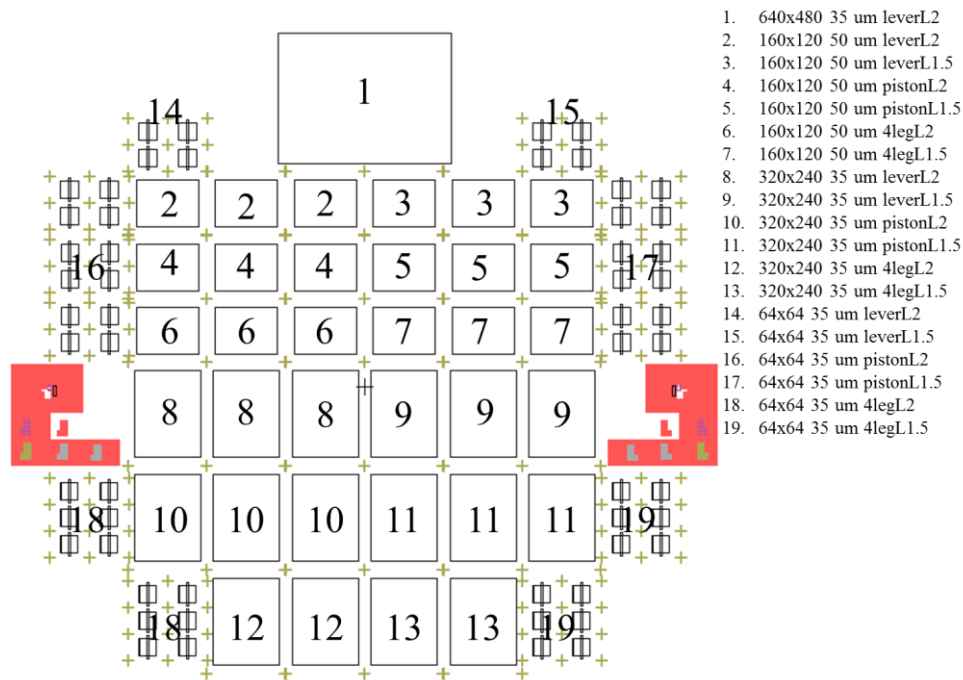 1. 640x480 35 um leverL2
2. 160x120 50 um leverL2
3. 160x120 50 um leverL1.5
4. 160x120 50 um pistonL2
5. 160x120 50 um pistonL1.5
6. 160x120 50 um 4legL2
7. 160x120 50 um 4legL1.5
8. 320x240 35 um leverL2
9. 320x240 35 um leverL1.5
10. 320x240 35 um pistonL2
11. 320x240 35 um pistonL1.5
12. 320x240 35 um 4legL2
13. 320x240 35 um 4legL1.5
14. 64x64 35 um leverL2
15. 64x64 35 um leverL1.5
16. 64x64 35 um pistonL2
17. 64x64 35 um pistonL1.5
18. 64x64 35 um 4legL2
19. 64x64 35 um 4legL1.5
1
14 15
2 2 2 3 3 3
16 4 4 4 5 5 5 17
6 6 6 7 7 7
8 8 8 9 9 9
18 10 10 10 11 11 11 19
18 12 12 13 13 19